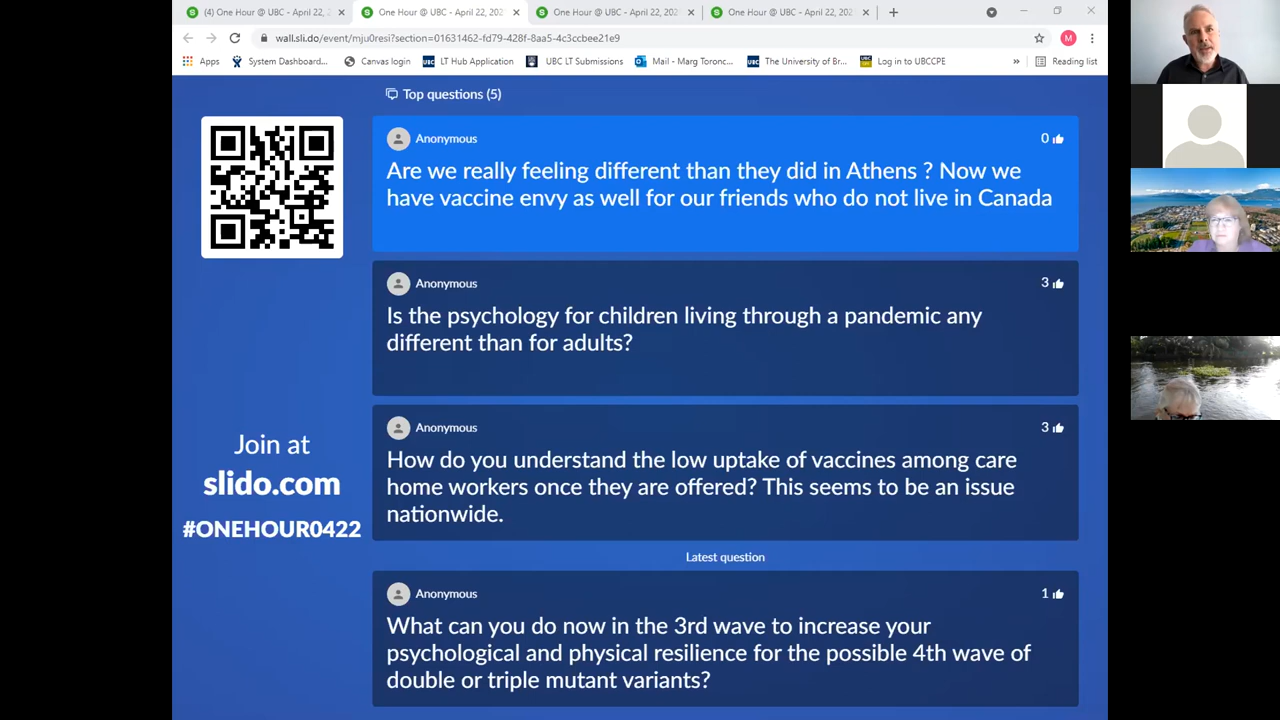 (4) One Hour @ UBC - April 22, 2
One Hour @ UBC - April 22, 202
One Hour @ UBC - April 22, 202
One Hour @ UBC - April 22, 202
wall.sli.do/event/mju0resi?section=01631462-fd79-428f-8aa5-4c3ccbee21e9
M
Apps
System Dashboard...
Canvas login
UBC LT Hub Application
UBC LT Submissions
Mail - Marg Toronc...
The University of Br...
Log in to UBCCPE
»
Reading list
Top questions (5)
Anonymous
0
Are we really feeling different than they did in Athens ? Now we
have vaccine envy as well for our friends who do not live in Canada
Anonymous
3
Is the psychology for children living through a pandemic any
different than for adults?
Anonymous
3
How do you understand the low uptake of vaccines among care
home workers once they are offered? This seems to be an issue
nationwide.
Join at
slido.com
#ONEHOUR0422
Latest question
Anonymous
1
What can you do now in the 3rd wave to increase your
psychological and physical resilience for the possible 4th wave of
double or triple mutant variants?